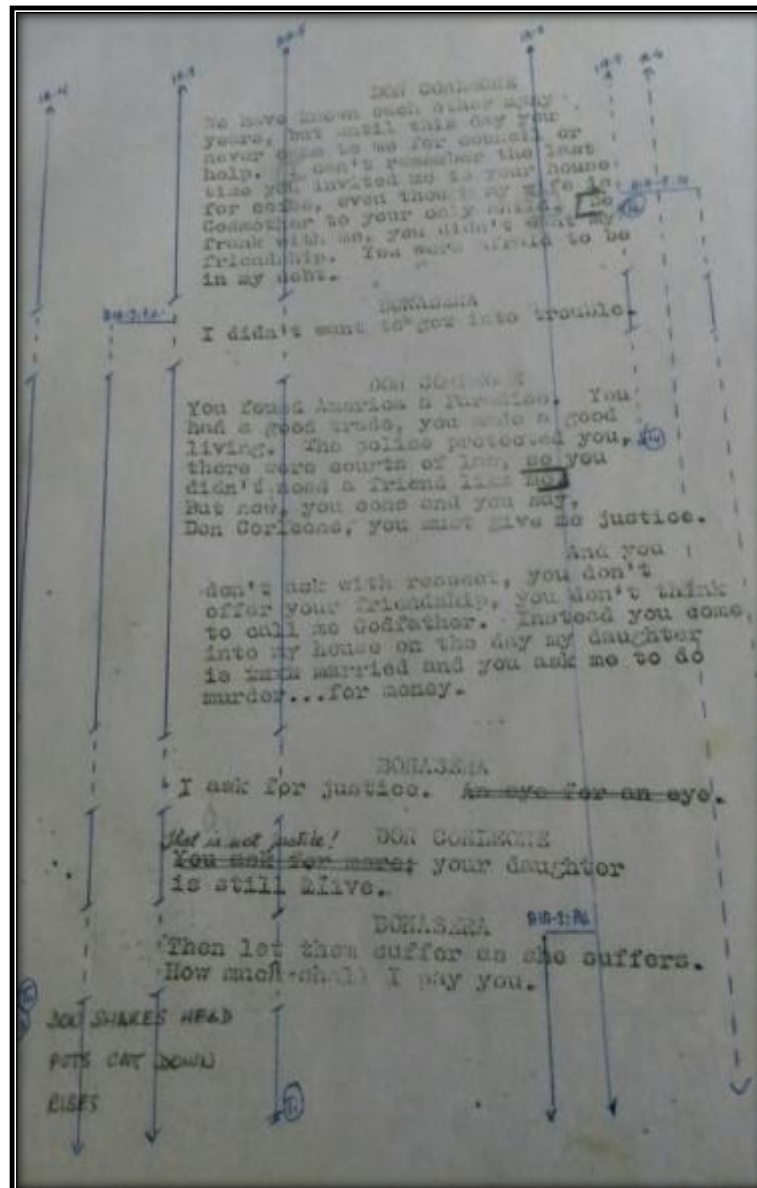 DON CORLEONE
We have known each other many
years, but until this day you
never came to me for council or
help. I can't remember the last
time you invited me to your house
for coffee, even though my wife is
Godmother to your only child.
frank with me, you didn't want my
friendship. You were afraid to be
in my debt.
BONASERA
I didn't want to get into trouble.
DON CORLEONE
You found America a Paradise. You
had a good trade, you made a good
living. The police protected you,
there were courts of law, so you
didn't need a friend like me.
But now, you come and you say,
Don Corleone, you must give me justice.
And you
don't ask with respect, you don't
offer your friendship, you don't think
to call me Godfather. Instead you come
into my house on the day my daughter
is married and you ask me to do
murder...for money.
BONASERA
I ask for justice. An eye for an eye.
that is not justice! DON CORLEONE
You ask for more; your daughter
is still alive.
BONASERA
Then let them suffer as she suffers.
How much shall I pay you.
DON SHAKES HEAD
PUTS CAT DOWN
RISES